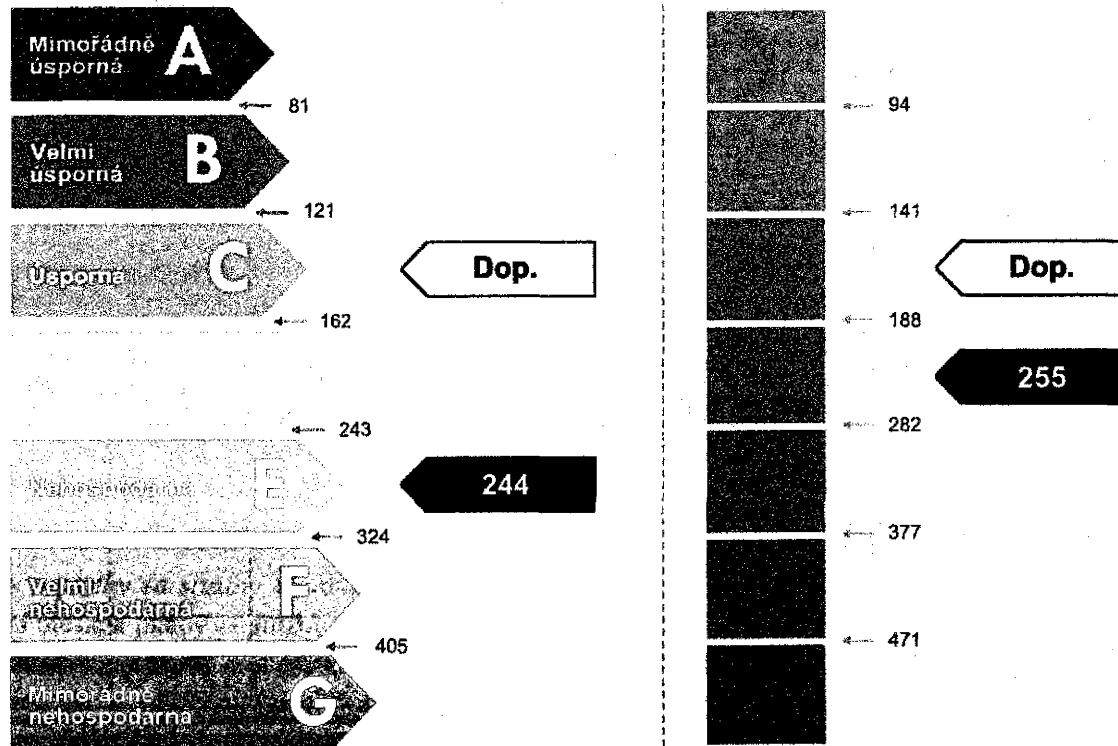 Mimořádně
úsporná
A
81
94
Velmi
úsporná
B
121
141
Úsporná
C
Dop.
Dop.
162
188
255
243
282
Nehospodárná
E
244
324
377
Velmi
nehospodárná
F
405
471
Mimořádně
nehospodárná
G